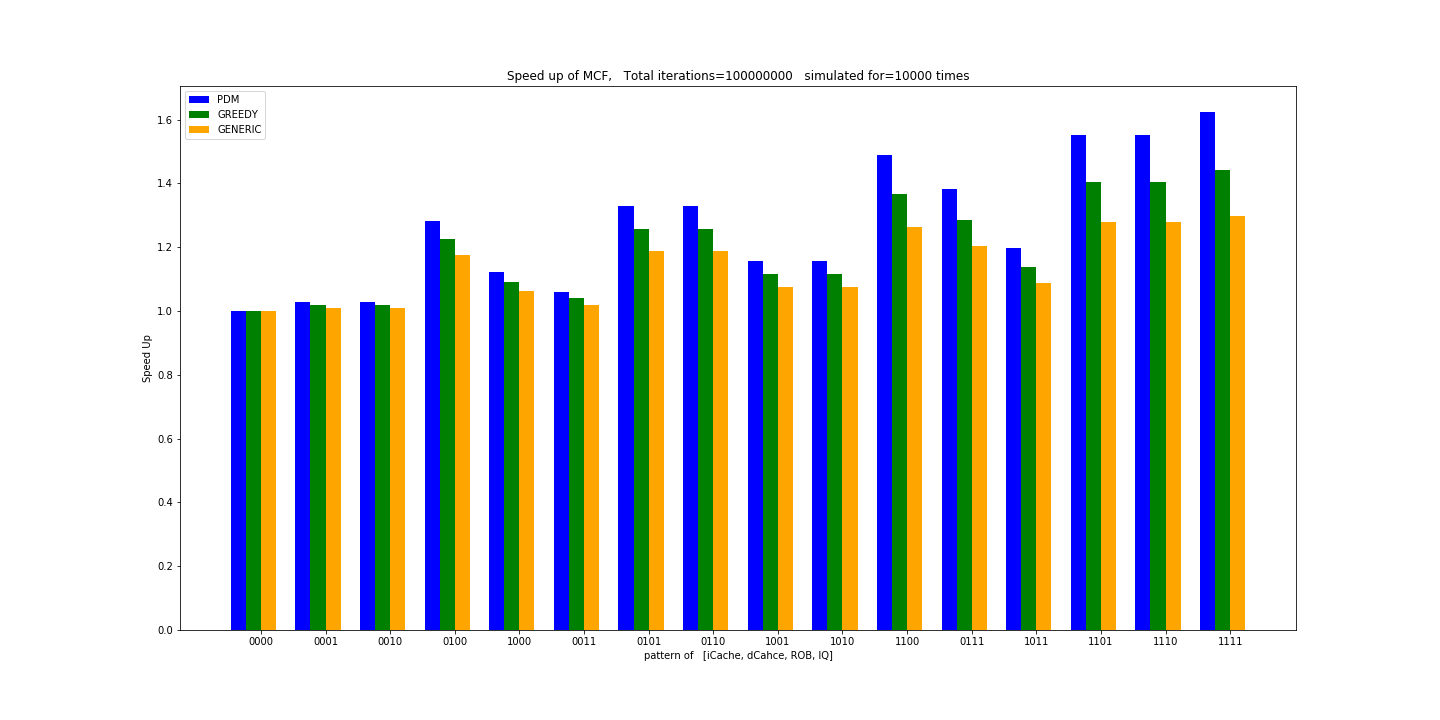 Speed up of MCF,   Total iterations=100000000   simulated for=10000 times
PDM
GREEDY
GENERIC
1.6
1.4
1.2
1.0
0.8
0.6
0.4
0.2
0.0
Speed Up
0000 0001 0010 0100 1000 0011 0101 0110 1001 1010 1100 0111 1011 1101 1110 1111
pattern of   [iCache, dCahce, ROB, IQ]